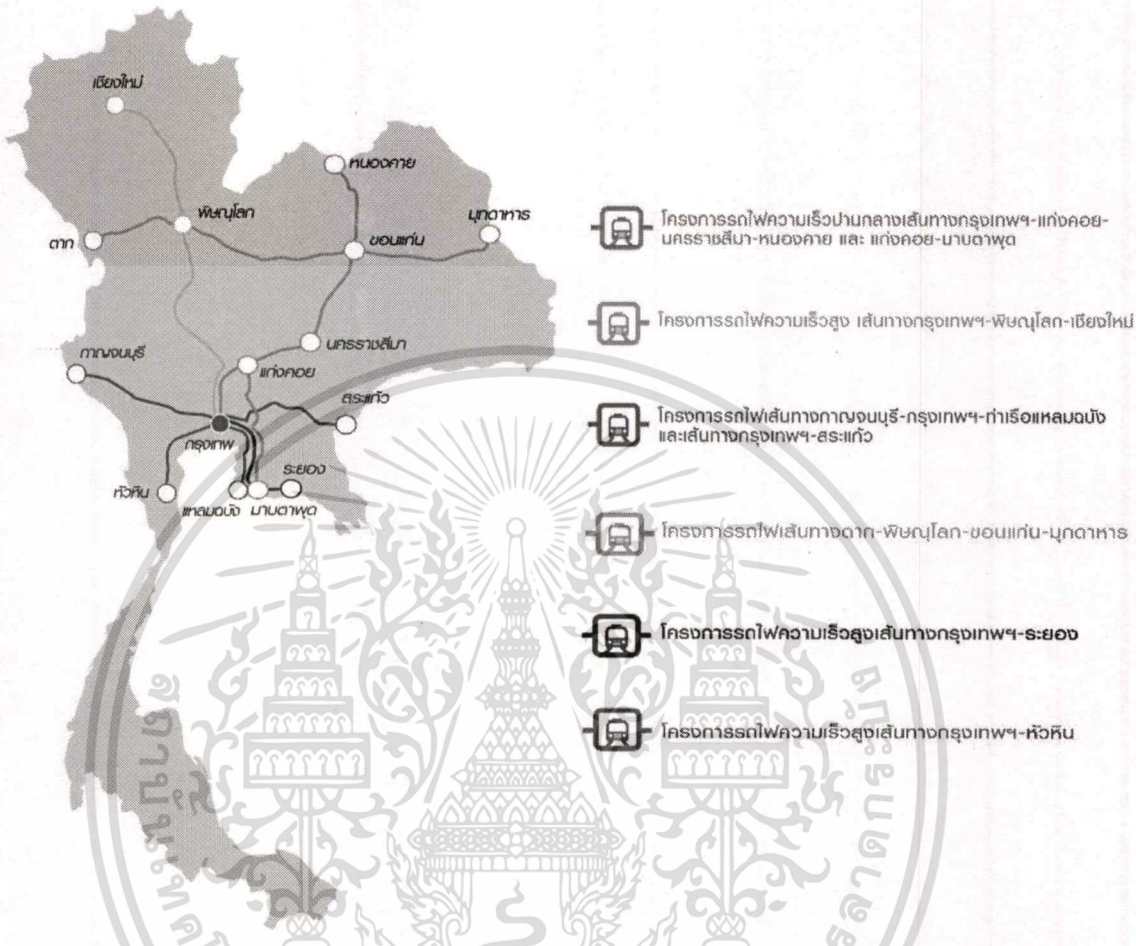 เชียงใหม่
หนองคาย
พิษณุโลก
มุกดาหาร
ตาก
ขอนแก่น
นครราชสีมา
กาญจนบุรี
แก่งคอย
สระแก้ว
กรุงเทพ
ระยอง
หัวหิน
แหลมฉบัง มาบตาพุด
โครงการรถไฟความเร็วปานกลางเส้นทางกรุงเทพฯ-แก่งคอย-
นครราชสีมา-หนองคาย และ แก่งคอย-มาบตาพุด
โครงการรถไฟความเร็วสูง เส้นทางกรุงเทพฯ-พิษณุโลก-เชียงใหม่
โครงการรถไฟเส้นทางกาญจนบุรี-กรุงเทพฯ-ท่าเรือแหลมฉบัง
และเส้นทางกรุงเทพฯ-สระแก้ว
โครงการรถไฟเส้นทางตาก-พิษณุโลก-ขอนแก่น-มุกดาหาร
โครงการรถไฟความเร็วสูงเส้นทางกรุงเทพฯ-ระยอง
โครงการรถไฟความเร็วสูงเส้นทางกรุงเทพฯ-หัวหิน